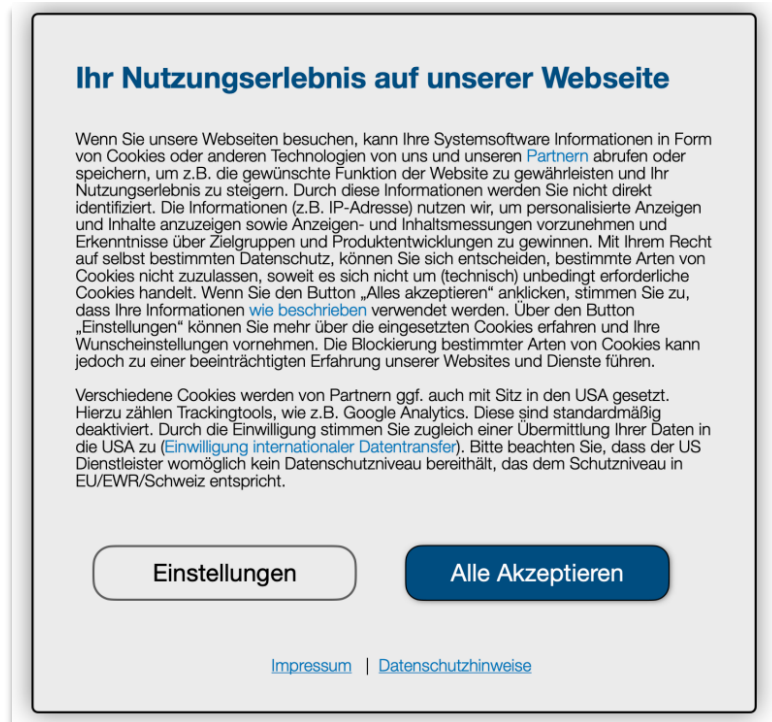 Ihr Nutzungserlebnis auf unserer Webseite
Wenn Sie unsere Webseiten besuchen, kann Ihre Systemsoftware Informationen in Form
von Cookies oder anderen Technologien von uns und unseren Partnern abrufen oder
speichern, um z.B. die gewünschte Funktion der Website zu gewährleisten und Ihr
Nutzungserlebnis zu steigern. Durch diese Informationen werden Sie nicht direkt
identifiziert. Die Informationen (z.B. IP-Adresse) nutzen wir, um personalisierte Anzeigen
und Inhalte anzuzeigen sowie Anzeigen- und Inhaltsmessungen vorzunehmen und
Erkenntnisse über Zielgruppen und Produktentwicklungen zu gewinnen. Mit Ihrem Recht
auf selbst bestimmten Datenschutz, können Sie sich entscheiden, bestimmte Arten von
Cookies nicht zuzulassen, soweit es sich nicht um (technisch) unbedingt erforderliche
Cookies handelt. Wenn Sie den Button „Alles akzeptieren“ anklicken, stimmen Sie zu,
dass Ihre Informationen wie beschrieben verwendet werden. Über den Button
„Einstellungen“ können Sie mehr über die eingesetzten Cookies erfahren und Ihre
Wunscheinstellungen vornehmen. Die Blockierung bestimmter Arten von Cookies kann
jedoch zu einer beeinträchtigten Erfahrung unserer Websites und Dienste führen.
Verschiedene Cookies werden von Partnern ggf. auch mit Sitz in den USA gesetzt.
Hierzu zählen Trackingtools, wie z.B. Google Analytics. Diese sind standardmäßig
deaktiviert. Durch die Einwilligung stimmen Sie zugleich einer Übermittlung Ihrer Daten in
die USA zu (Einwilligung internationaler Datentransfer). Bitte beachten Sie, dass der US
Dienstleister womöglich kein Datenschutzniveau bereithält, das dem Schutzniveau in
EU/EWR/Schweiz entspricht.
Einstellungen Alle Akzeptieren
Impressum | Datenschutzhinweise